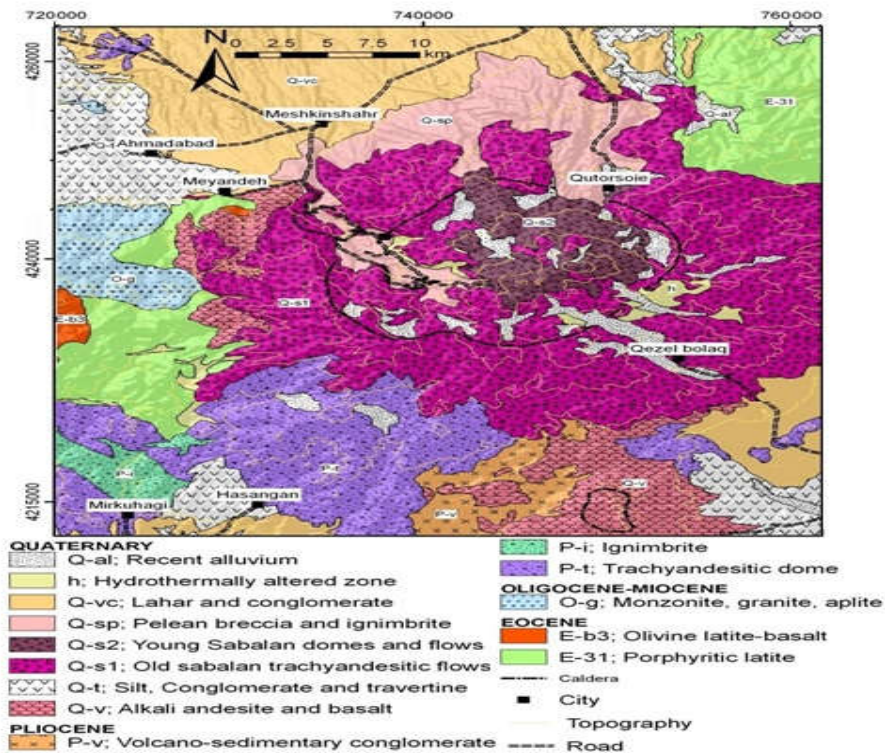 720000 740000 760000
N
0 2.5 5 7.5 10
km
4260000
Q-vc
E-31
Meshkinshahr
Q-sp
Q-al
Ahmadabad
Meyandeh
Qutorsoie
Q-s2
4240000
O-g
h
Q-s1
E-b3
Qezel bolaq
P-i
P-t
Q-v
Hasangan
4215000
Mirkuhagi
P-v
QUATERNARY
Q-al; Recent alluvium
h; Hydrothermally altered zone
Q-vc; Lahar and conglomerate
Q-sp; Pelean breccia and ignimbrite
Q-s2; Young Sabalan domes and flows
Q-s1; Old sabalan trachyandesitic flows
Q-t; Silt, Conglomerate and travertine
Q-v; Alkali andesite and basalt
PLIOCENE
P-v; Volcano-sedimentary conglomerate
P-i; Ignimbrite
P-t; Trachyandesitic dome
OLIGOCENE-MIOCENE
O-g; Monzonite, granite, aplite
EOCENE
E-b3; Olivine latite-basalt
E-31; Porphyritic latite
Caldera
City
Topography
Road